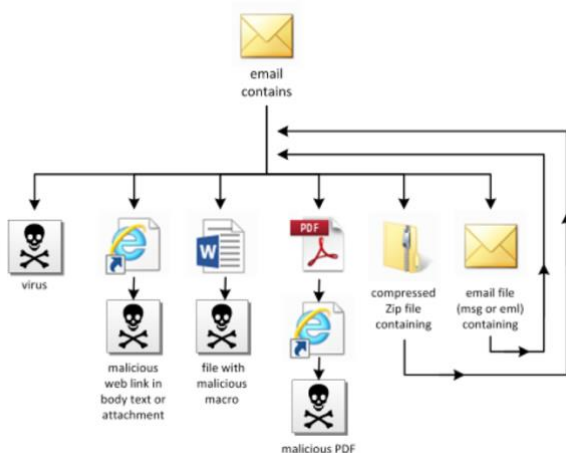 email
contains
W
PDF
virus
compressed
Zip file
containing
email file
(msg or eml)
containing
malicious
web link in
body text or
attachment
file with
malicious
macro
malicious PDF